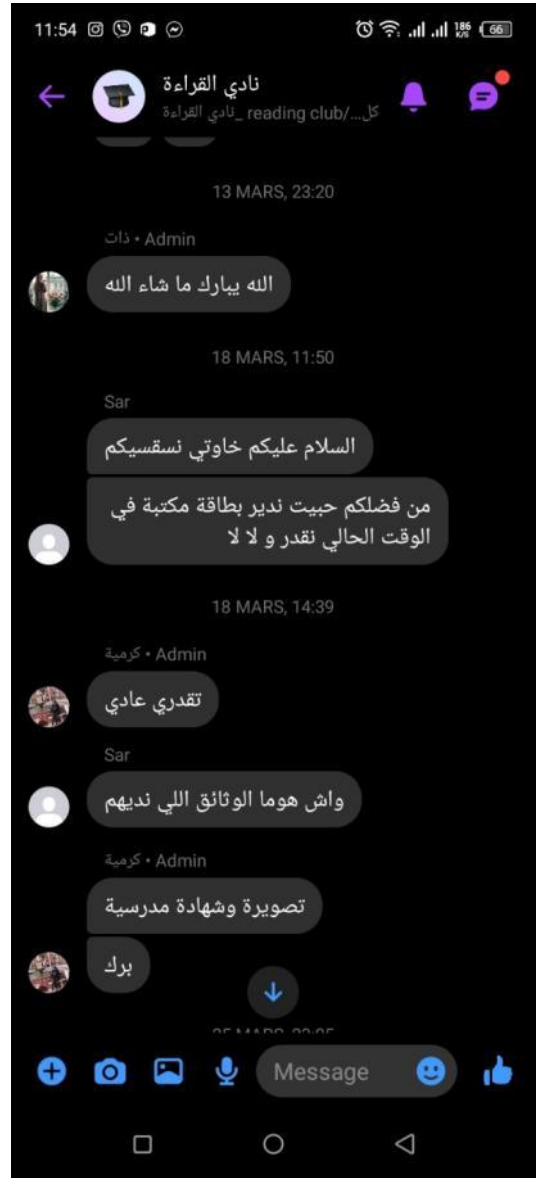 11:54
186
K/S
66
نادي القراءة
كل.../reading club _نادي القراءة
13 MARS, 23:20
ذات • Admin
الله يبارك ما شاء الله
18 MARS, 11:50
Sar
السلام عليكم خاوتي نسقسيكم
من فضلكم حبيت ندير بطاقة مكتبة في
الوقت الحالي نقدر و لا لا
18 MARS, 14:39
كرمية • Admin
تقدري عادي
Sar
واش هوما الوثائق اللي نديهم
كرمية • Admin
تصويرة وشهادة مدرسية
برك
Message